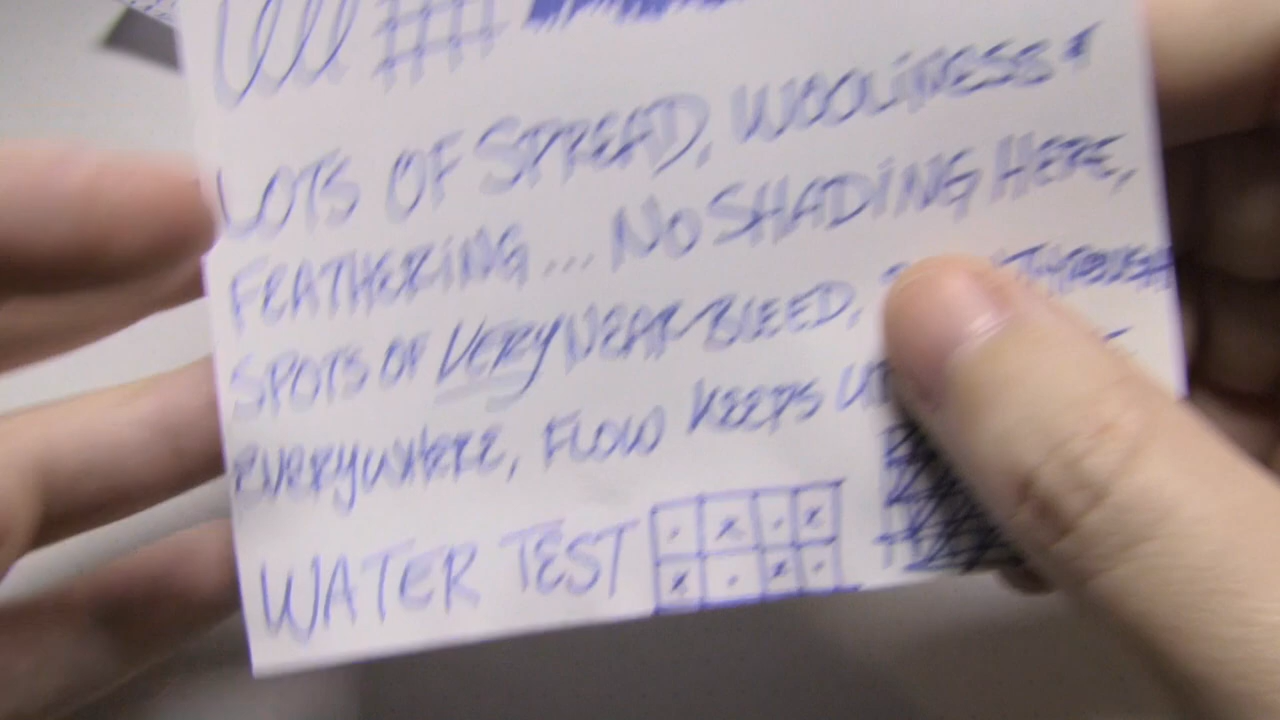 LOTS OF SPREAD, WOOLINESS &
FEATHERING... NO SHADING HERE,
SPOTS OF VERY NEAR-BLEED,
EVERYWHERE, FLOW KEEPS
WATER TEST